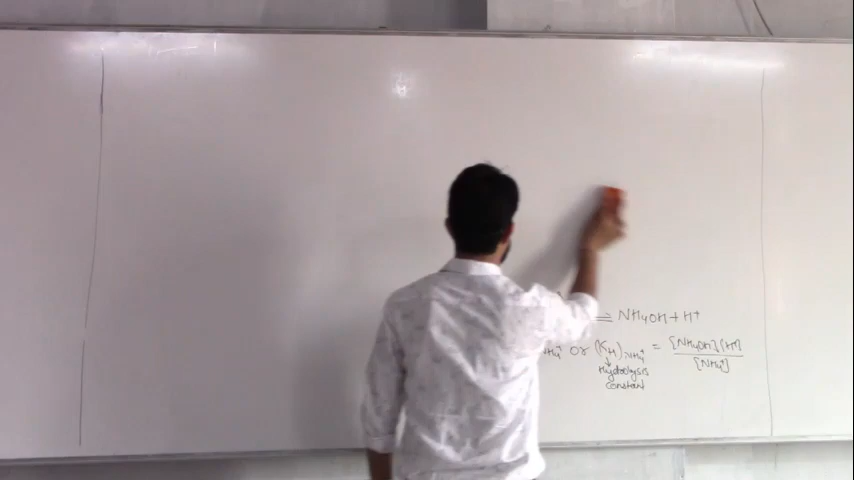 ⇌ NH4OH + H⁺
NH4⁺ or (KH)NH4⁺ = [NH4OH][H⁺] / [NH4⁺]
↓
Hydrolysis
constant